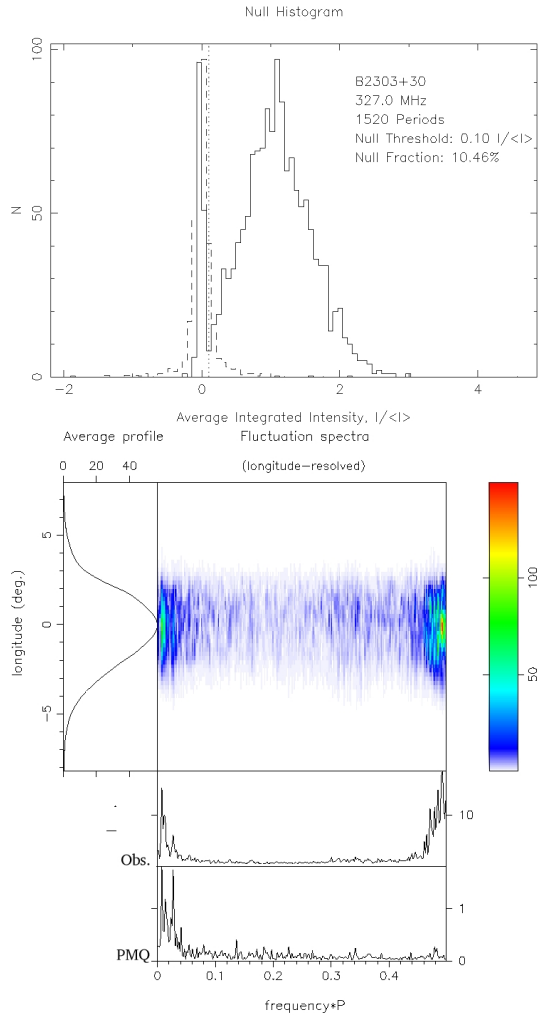 Null Histogram
100
B2303+30
327.0 MHz
1520 Periods
Null Threshold: 0.10 I/<I>
Null Fraction: 10.46%
N
50
0
−2 0 2 4
Average Integrated Intensity, I/<I>
Average profile Fluctuation spectra
0 20 40 (longitude−resolved)
longitude (deg.)
5
0
−5
100
50
10
Obs.
1
PMQ
0
0 0.1 0.2 0.3 0.4
frequency*P